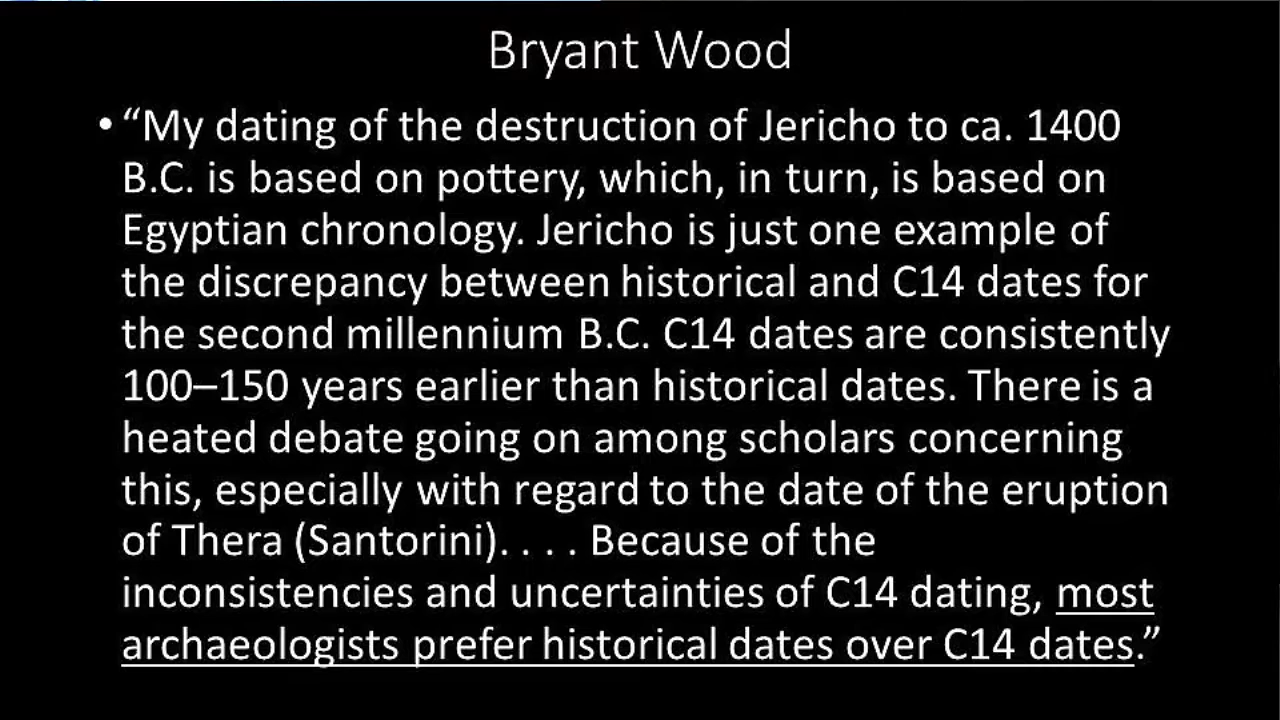 Bryant Wood
• “My dating of the destruction of Jericho to ca. 1400
B.C. is based on pottery, which, in turn, is based on
Egyptian chronology. Jericho is just one example of
the discrepancy between historical and C14 dates for
the second millennium B.C. C14 dates are consistently
100–150 years earlier than historical dates. There is a
heated debate going on among scholars concerning
this, especially with regard to the date of the eruption
of Thera (Santorini). . . . Because of the
inconsistencies and uncertainties of C14 dating, most
archaeologists prefer historical dates over C14 dates.”